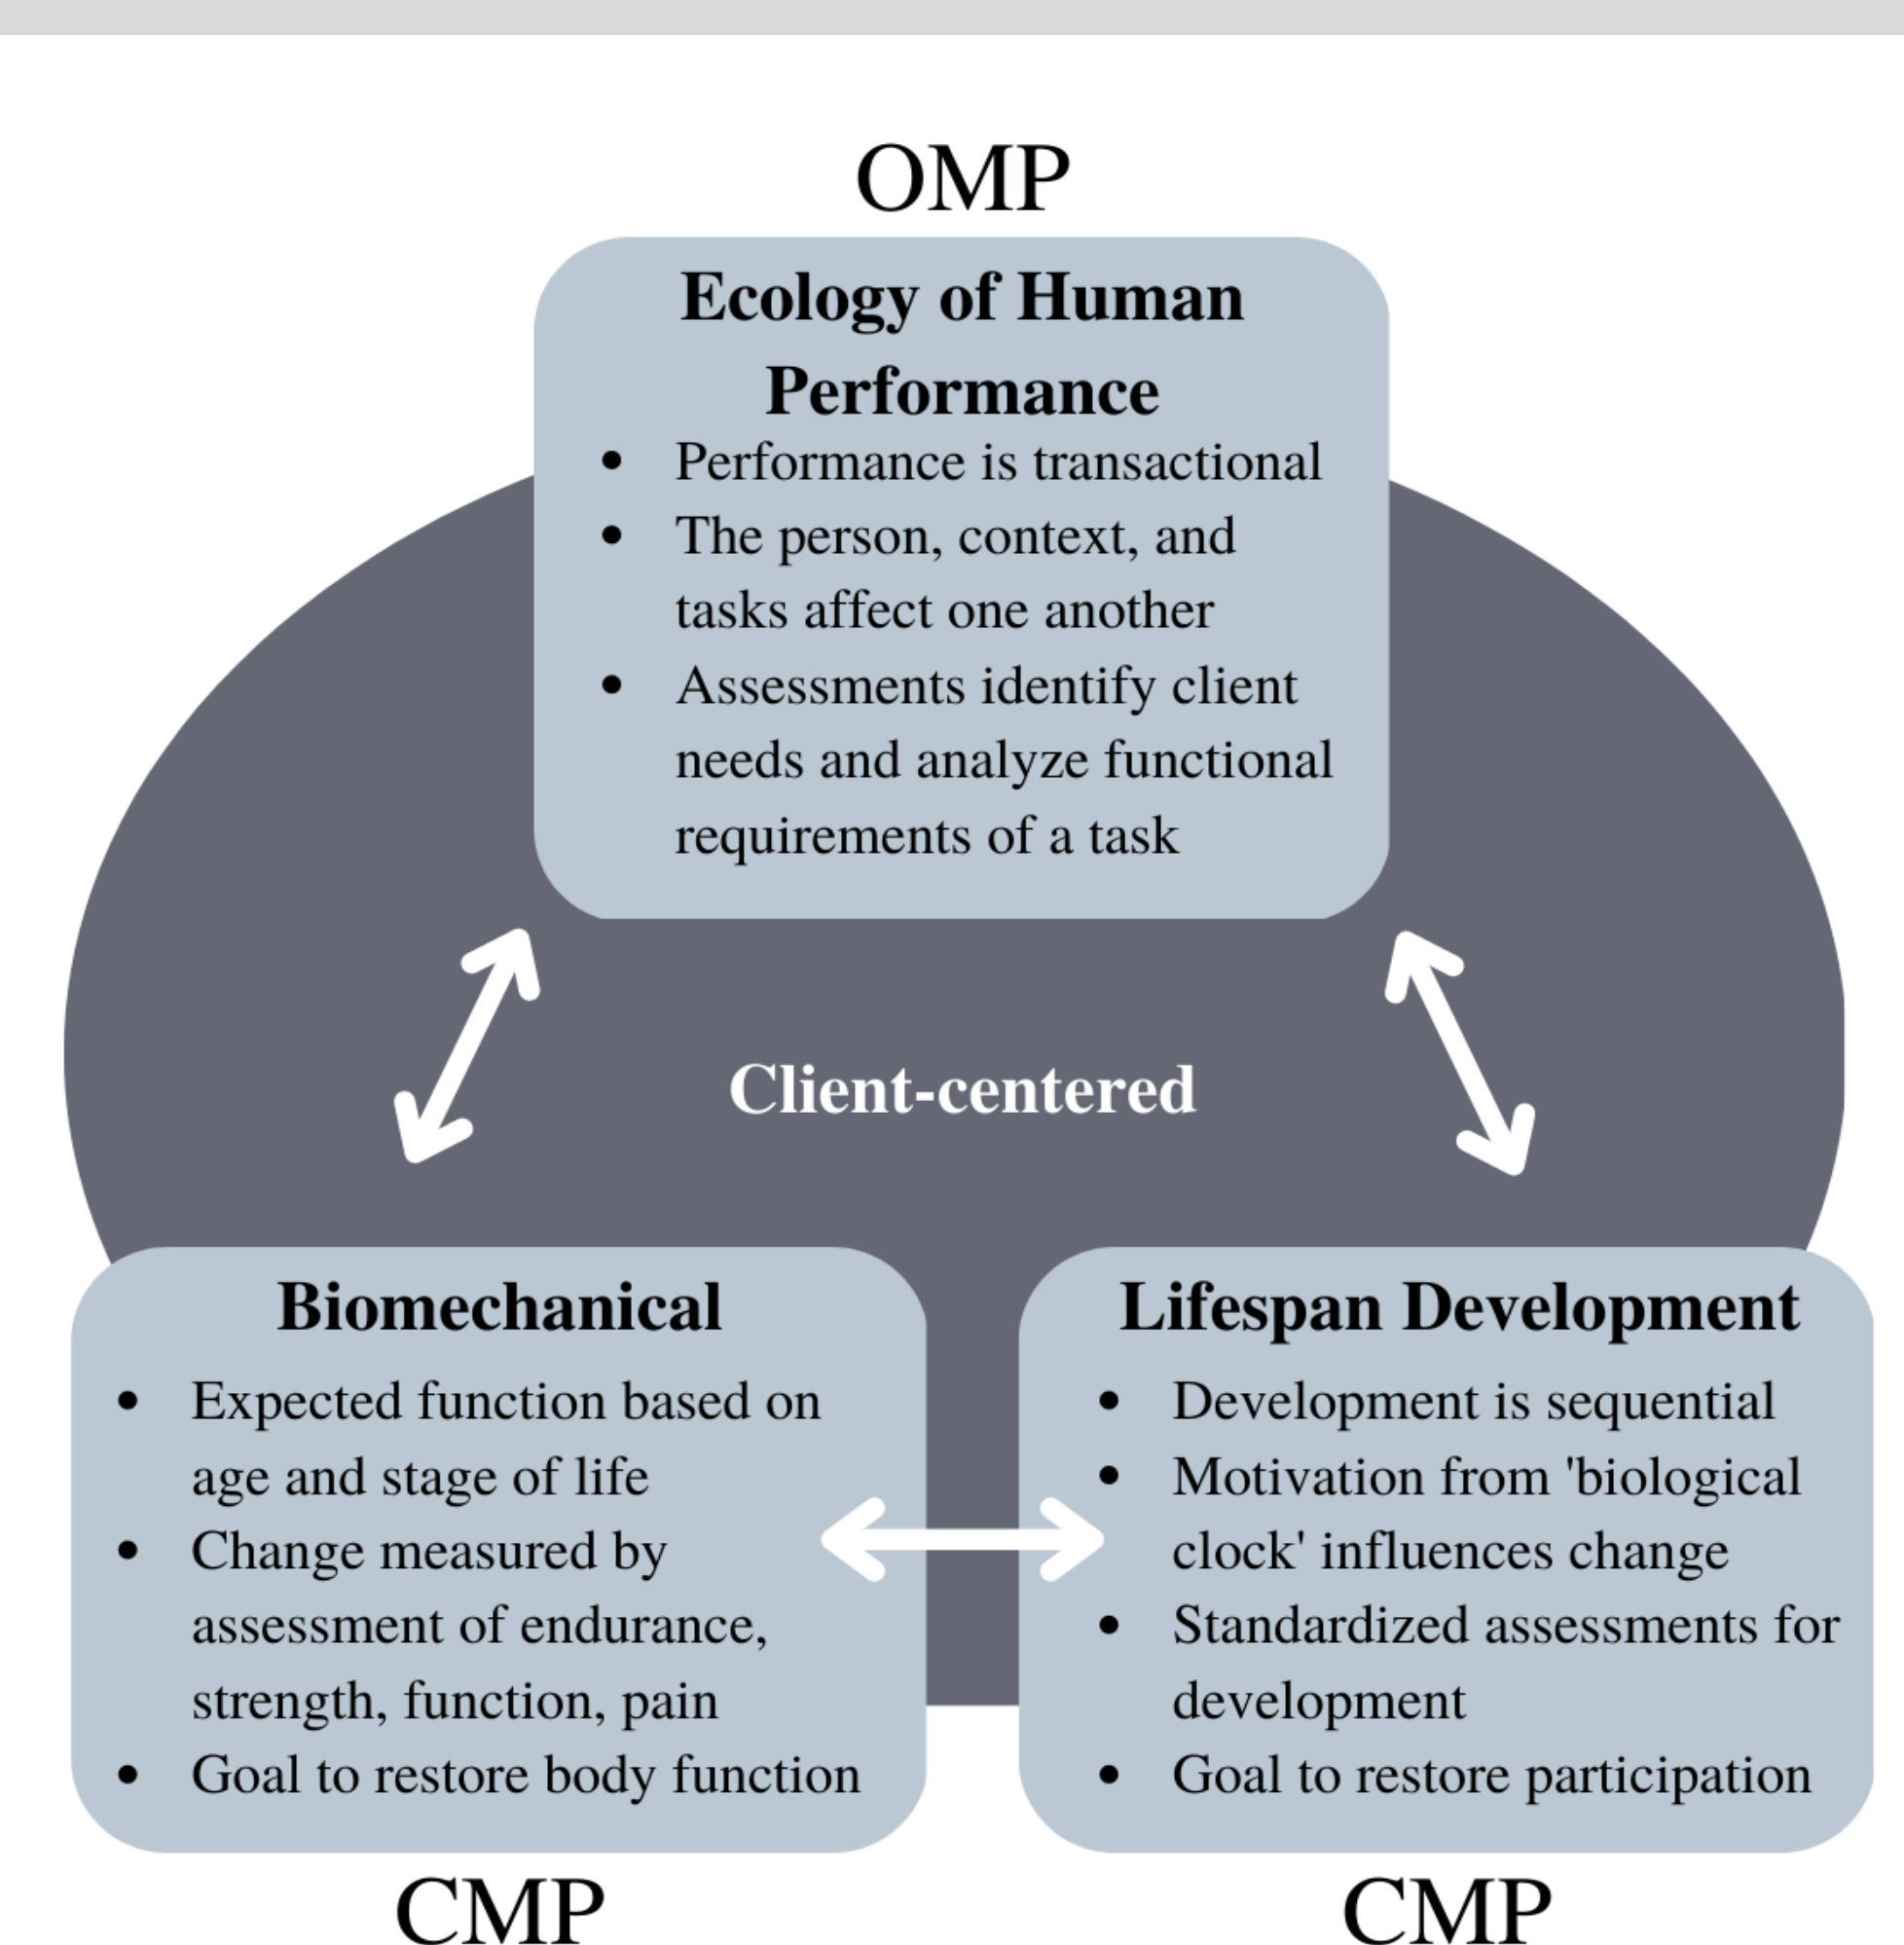 OMP
Ecology of Human
Performance
• Performance is transactional
• The person, context, and
tasks affect one another
• Assessments identify client
needs and analyze functional
requirements of a task
Client-centered
Biomechanical
• Expected function based on
age and stage of life
• Change measured by
assessment of endurance,
strength, function, pain
• Goal to restore body function
CMP
Lifespan Development
• Development is sequential
• Motivation from 'biological
clock' influences change
• Standardized assessments for
development
• Goal to restore participation
CMP